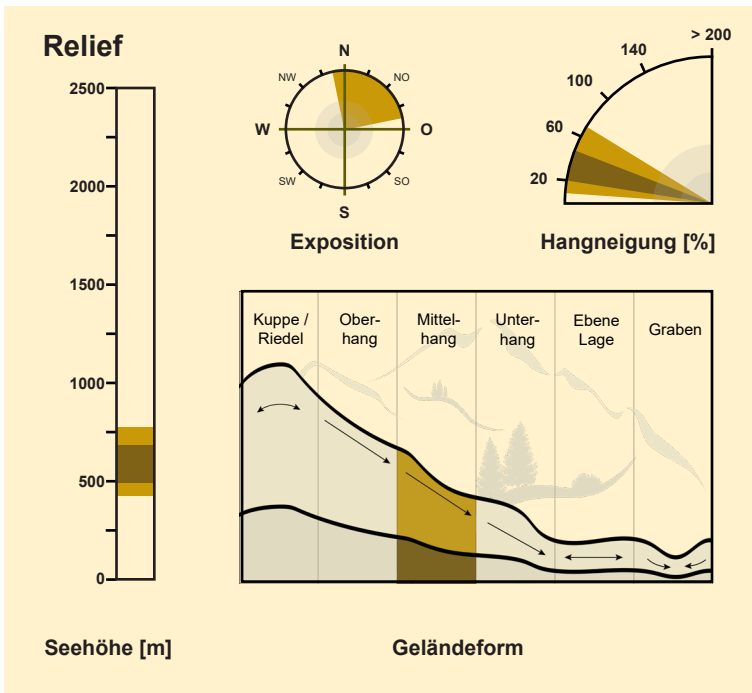 Relief
2500
2000
1500
1000
500
0
Seehöhe [m]
N
NW
NO
W
O
SW
SO
S
Exposition
> 200
140
100
60
20
Hangneigung [%]
Kuppe /
Riedel
Ober-
hang
Mittel-
hang
Unter-
hang
Ebene
Lage
Graben
Geländeform